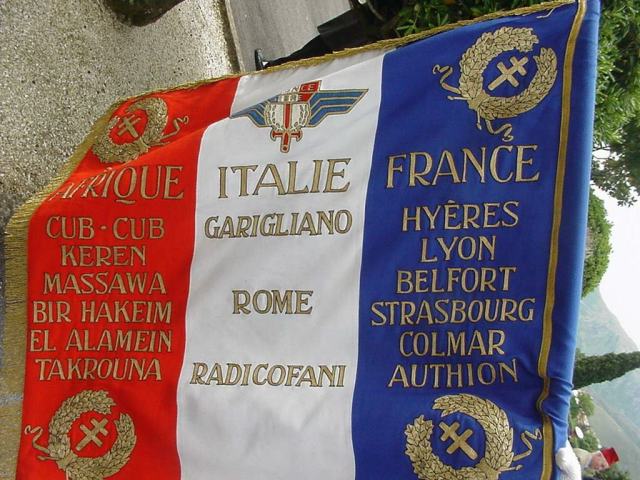 AFRIQUE
CUB - CUB
KEREN
MASSAWA
BIR HAKEIM
EL ALAMEIN
TAKROUNA
ITALIE
GARIGLIANO
ROME
RADICOFANI
FRANCE
HYÈRES
LYON
BELFORT
STRASBOURG
COLMAR
AUTHION